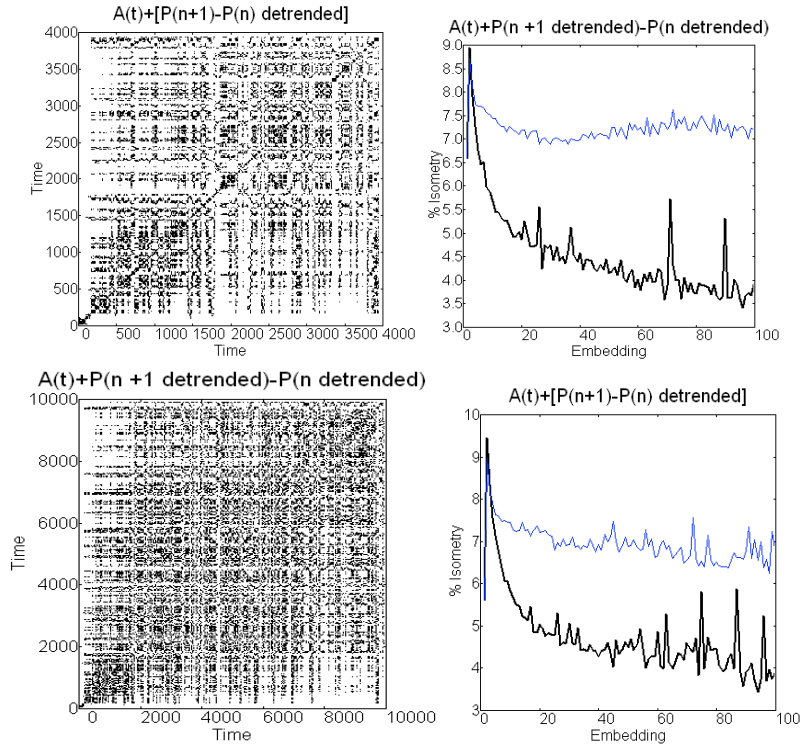 A(t)+[P(n+1)-P(n) detrended]
4000
3500
3000
2500
2000
1500
1000
500
0
Time
0 500 1000 1500 2000 2500 3000 3500 4000
Time
A(t)+P(n +1 detrended)-P(n detrended)
9.0
8.5
8.0
7.5
7.0
6.5
6.0
5.5
5.0
4.5
4.0
3.5
3.0
% Isometry
0 20 40 60 80 100
Embedding
A(t)+P(n +1 detrended)-P(n detrended)
10000
8000
6000
4000
2000
0
Time
0 2000 4000 6000 8000 10000
Time
A(t)+[P(n+1)-P(n) detrended]
10
9
8
7
6
5
4
3
% Isometry
0 20 40 60 80 100
Embedding